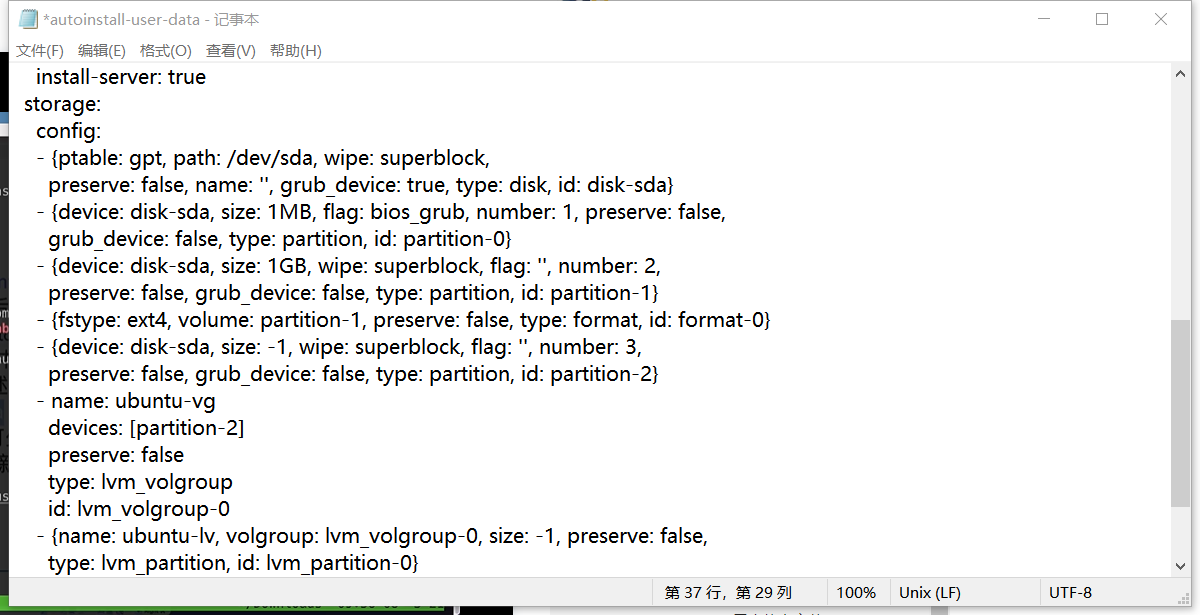 *autoinstall-user-data - 记事本
文件(F) 编辑(E) 格式(O) 查看(V) 帮助(H)
install-server: true
storage:
config:
- {ptable: gpt, path: /dev/sda, wipe: superblock,
preserve: false, name: '', grub_device: true, type: disk, id: disk-sda}
- {device: disk-sda, size: 1MB, flag: bios_grub, number: 1, preserve: false,
grub_device: false, type: partition, id: partition-0}
- {device: disk-sda, size: 1GB, wipe: superblock, flag: '', number: 2,
preserve: false, grub_device: false, type: partition, id: partition-1}
- {fstype: ext4, volume: partition-1, preserve: false, type: format, id: format-0}
- {device: disk-sda, size: -1, wipe: superblock, flag: '', number: 3,
preserve: false, grub_device: false, type: partition, id: partition-2}
- name: ubuntu-vg
devices: [partition-2]
preserve: false
type: lvm_volgroup
id: lvm_volgroup-0
- {name: ubuntu-lv, volgroup: lvm_volgroup-0, size: -1, preserve: false,
type: lvm_partition, id: lvm_partition-0}
第 37 行，第 29 列 100% Unix (LF) UTF-8